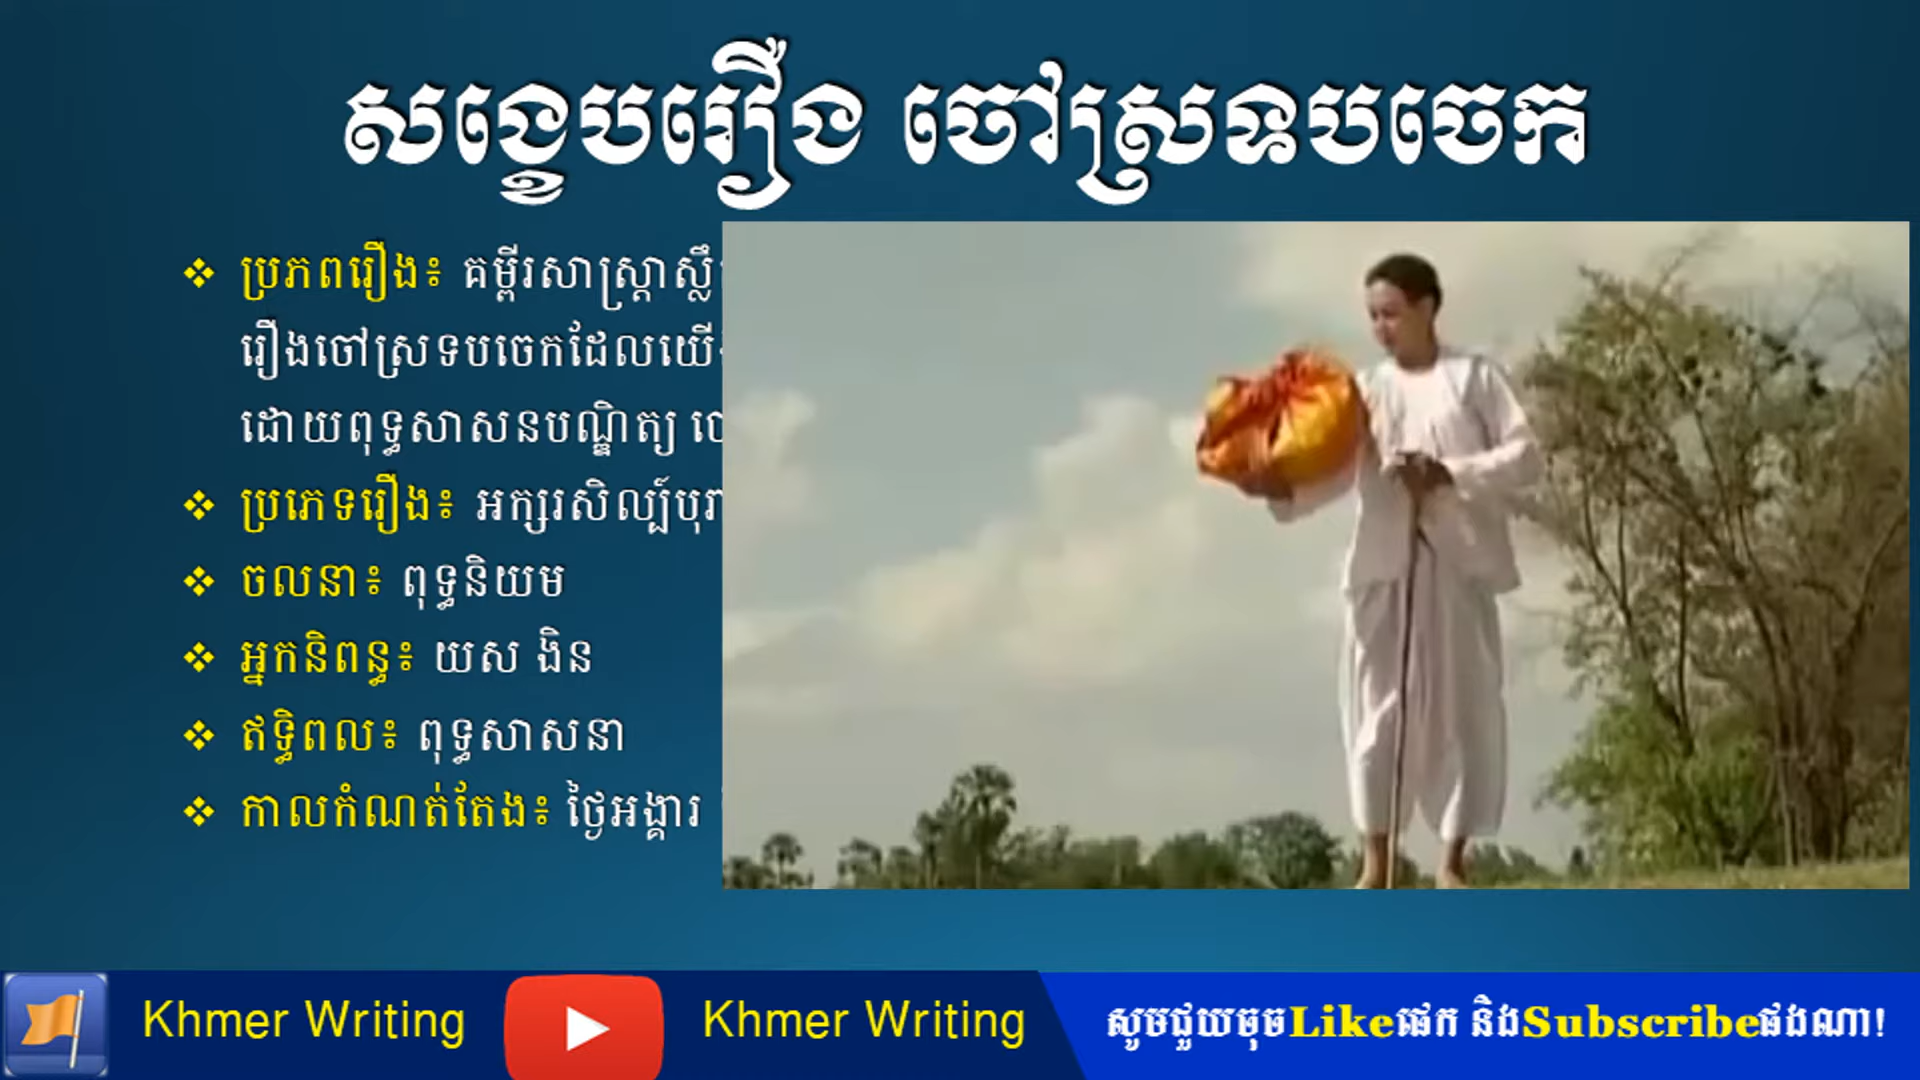 សង្ខេបរឿង ចៅស្រទបចេក
❖ ប្រភពរឿង៖ គម្ពីរសាស្ត្រាស្លឹ
រឿងចៅស្រទបចេកដែលយើ
ដោយពុទ្ធសាសនបណ្ឌិត្យ
❖ ប្រភេទរឿង៖ អក្សរសិល្ប៍បុរា
❖ ចលនា៖ ពុទ្ធនិយម
❖ អ្នកនិពន្ធ៖ យស ងិន
❖ ឥទ្ធិពល៖ ពុទ្ធសាសនា
❖ កាលកំណត់តែង៖ ថ្ងៃអង្គារ
Khmer Writing
Khmer Writing
សូមជួយចុចLikeផេក និងSubscribeផងណា!